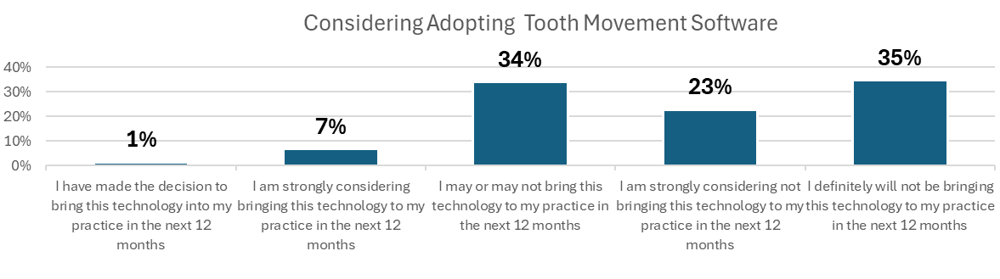 Considering Adopting  Tooth Movement Software
40%
30%
20%
10%
0%
1%
7%
34%
23%
35%
I have made the decision to
bring this technology into my
practice in the next 12
months
I am strongly considering
bringing this technology to my
practice in the next 12
months
I may or may not bring this
technology to my practice in
the next 12 months
I am strongly considering not
bringing this technology to my
practice in the next 12
months
I definitely will not be bringing
this technology to my practice
in the next 12 months